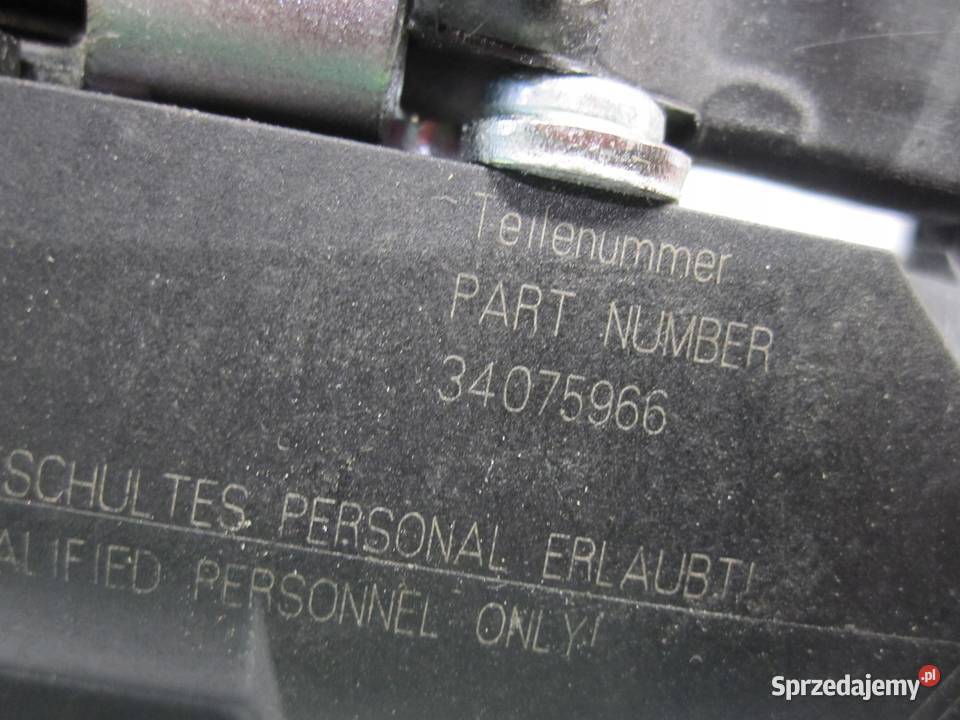 Teilenummer
PART NUMBER
34075966
SCHULTES PERSONAL ERLAUBT!
ALIFIED PERSONNEL ONLY!
Sprzedajemy.pl